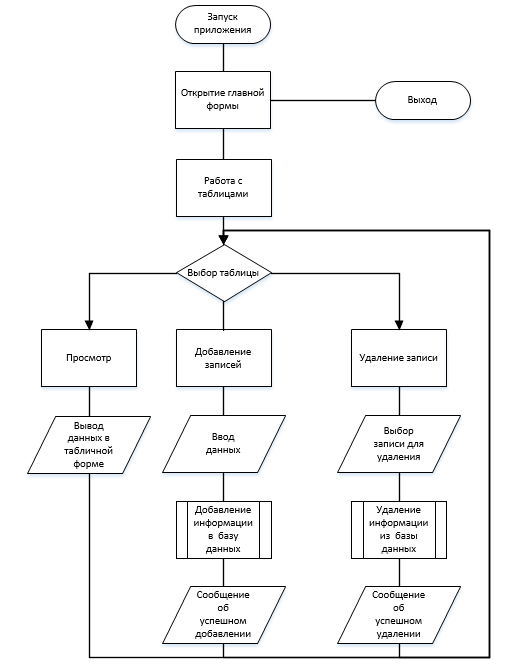 Запуск
приложения
Открытие главной
формы
Выход
Работа с
таблицами
Выбор таблицы
Просмотр
Добавление
записей
Удаление записи
Вывод
данных в
табличной
форме
Ввод
данных
Выбор
записи для
удаления
Добавление
информации
в базу
данных
Удаление
информации
из базы
данных
Сообщение
об
успешном
добавлении
Сообщение
об
успешном
удалении